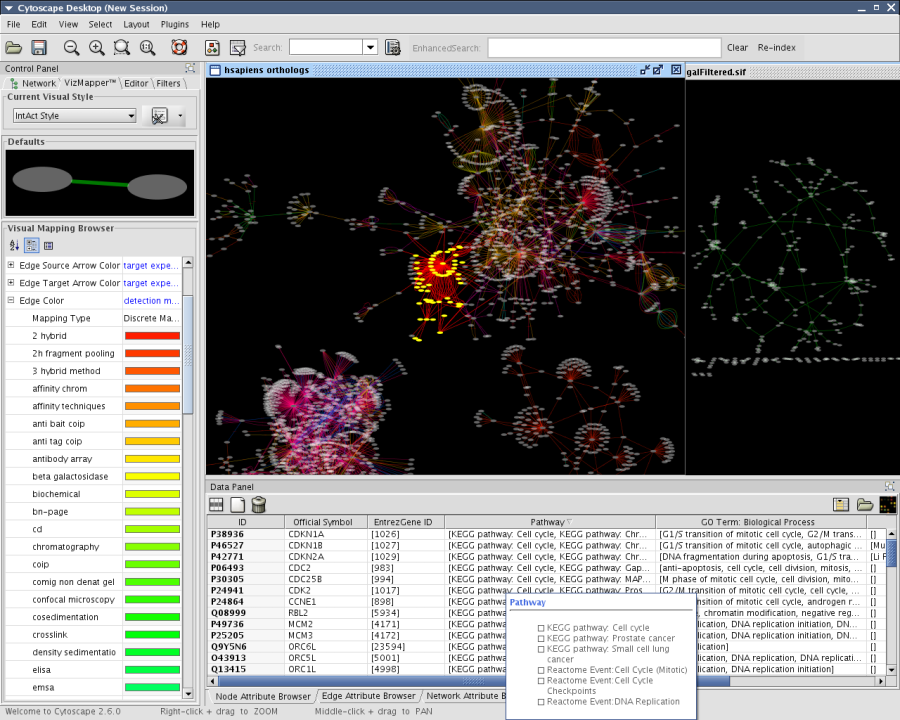 Cytoscape Desktop (New Session)
File Edit View Select Layout Plugins Help
Search: EnhancedSearch: Clear Re-index
Control Panel
Network VizMapper™ Editor Filters
Current Visual Style
IntAct Style
Defaults
Visual Mapping Browser
Edge Source Arrow Color target expe...
Edge Target Arrow Color target expe...
Edge Color detection m...
Mapping Type Discrete Ma...
2 hybrid
2h fragment pooling
3 hybrid method
affinity chrom
affinity techniques
anti bait coip
anti tag coip
antibody array
beta galactosidase
biochemical
bn-page
cd
chromatography
coip
comig non denat gel
confocal microscopy
cosedimentation
crosslink
density sedimentatio
elisa
emsa
hsapiens orthologs
galFiltered.sif
Data Panel
ID Official Symbol EntrezGene ID Pathway GO Term: Biological Process
P38936 CDKN1A [1026] [KEGG pathway: Cell cycle, KEGG pathway: Chr... [G1/S transition of mitotic cell cycle, G2/M trans... []
P46527 CDKN1B [1027] [KEGG pathway: Cell cycle, KEGG pathway: Chr... [G1/S transition of mitotic cell cycle, autophagic ... [Mu
P42771 CDKN2A [1029] [KEGG pathway: Cell cycle, KEGG pathway: Chr... [DNA fragmentation during apoptosis, G1/S tra... [Li F
P06493 CDC2 [983] [KEGG pathway: Cell cycle, KEGG pathway: Gap... [anti-apoptosis, cell cycle, cell division, mitosis, ... []
P30305 CDC25B [994] [KEGG pathway: Cell cycle, KEGG pathway: MAP... [M phase of mitotic cell cycle, cell division, mito... []
P24941 CDK2 [1017] [KEGG pathway: Cell cycle, KEGG pathway: Pros... [G2/M transition of mitotic cell cycle, cell cycle, ... []
P24864 CCNE1 [898] [KEGG pathway: nsition of mitotic cell cycle, androgen r... []
Q08999 RBL2 [5934] [KEGG pathway: chromatin modification, negative reg... []
P49736 MCM2 [4171] [KEGG pathway: plication, DNA replication initiation, DN... []
P25205 MCM3 [4172] [KEGG pathway: plication, DNA replication initiation, DN... []
Q9Y5N6 ORC6L [23594] [KEGG pathway: plication] []
O43913 ORC5L [5001] [KEGG pathway: plication, DNA replication, DNA replicati... []
Q13415 ORC1L [4998] [KEGG pathway: plication, DNA replication initiation] []
Pathway
KEGG pathway: Cell cycle
KEGG pathway: Prostate cancer
KEGG pathway: Small cell lung
cancer
Reactome Event:Cell Cycle (Mitotic)
Reactome Event:Cell Cycle
Checkpoints
Reactome Event:DNA Replication
Node Attribute Browser Edge Attribute Browser Network Attribute B
Welcome to Cytoscape 2.6.0 Right-click + drag to ZOOM Middle-click + drag to PAN